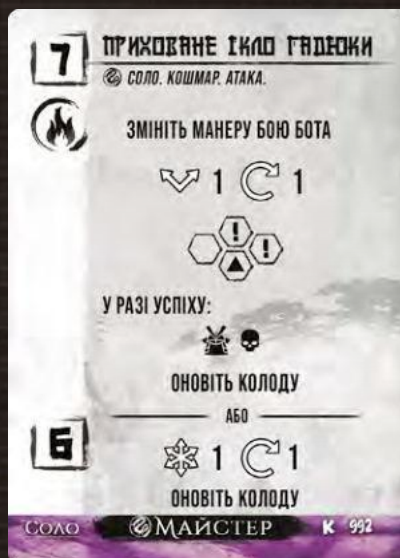 7
ПРИХОВАНЕ ІКЛО ГАДЮКИ
СОЛО. КОШМАР. АТАКА.
ЗМІНІТЬ МАНЕРУ БОЮ БОТА
1 1
! !
У РАЗІ УСПІХУ:
ОНОВІТЬ КОЛОДУ
АБО
6
1 1
ОНОВІТЬ КОЛОДУ
СОЛО МАЙСТЕР K 992